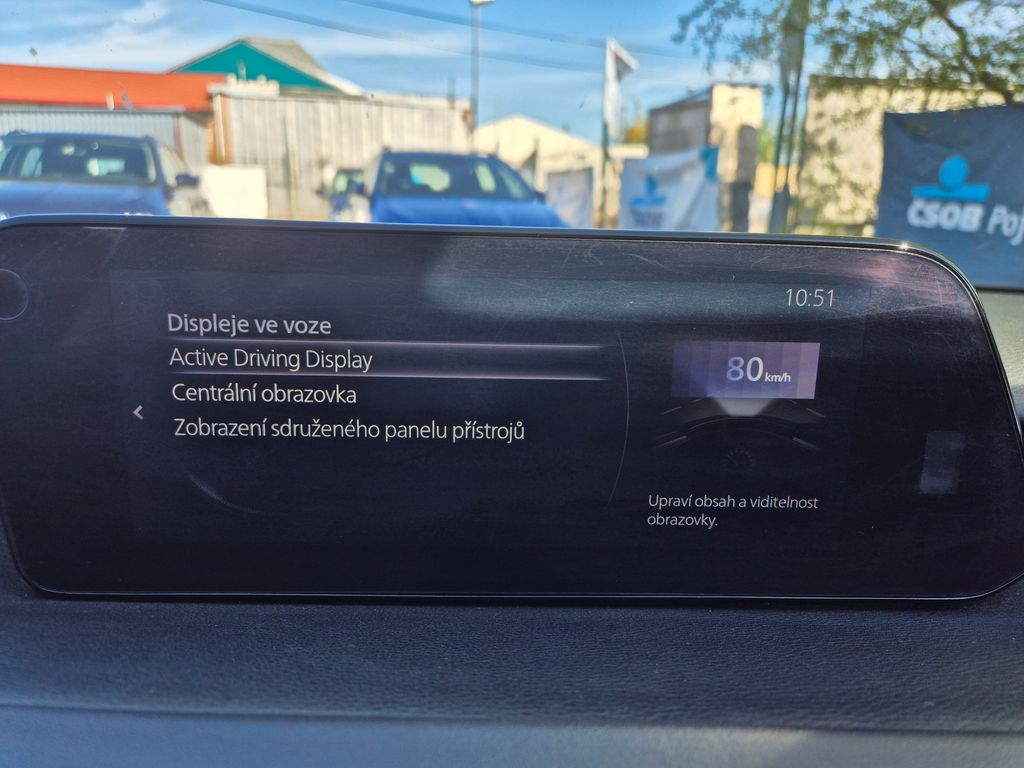 ČSOB Poj
10:51
Displeje ve voze
Active Driving Display
Centrální obrazovka
Zobrazení sdruženého panelu přístrojů
80 km/h
Upraví obsah a viditelnost
obrazovky.